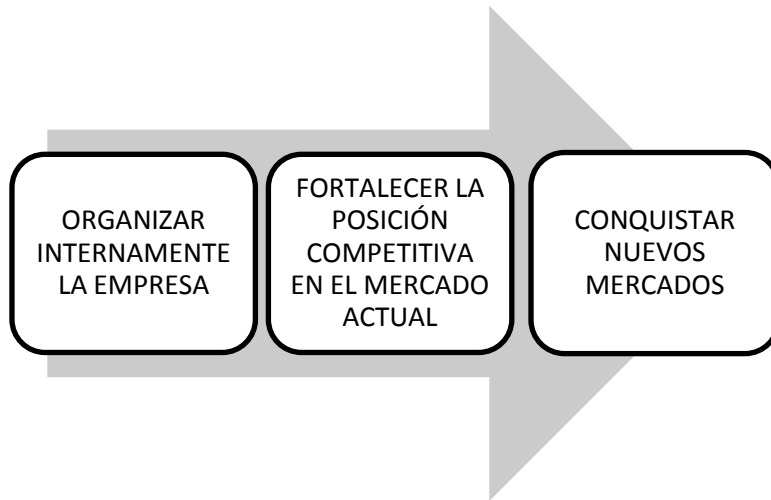 ORGANIZAR
INTERNAMENTE
LA EMPRESA
FORTALECER LA
POSICIÓN
COMPETITIVA
EN EL MERCADO
ACTUAL
CONQUISTAR
NUEVOS
MERCADOS